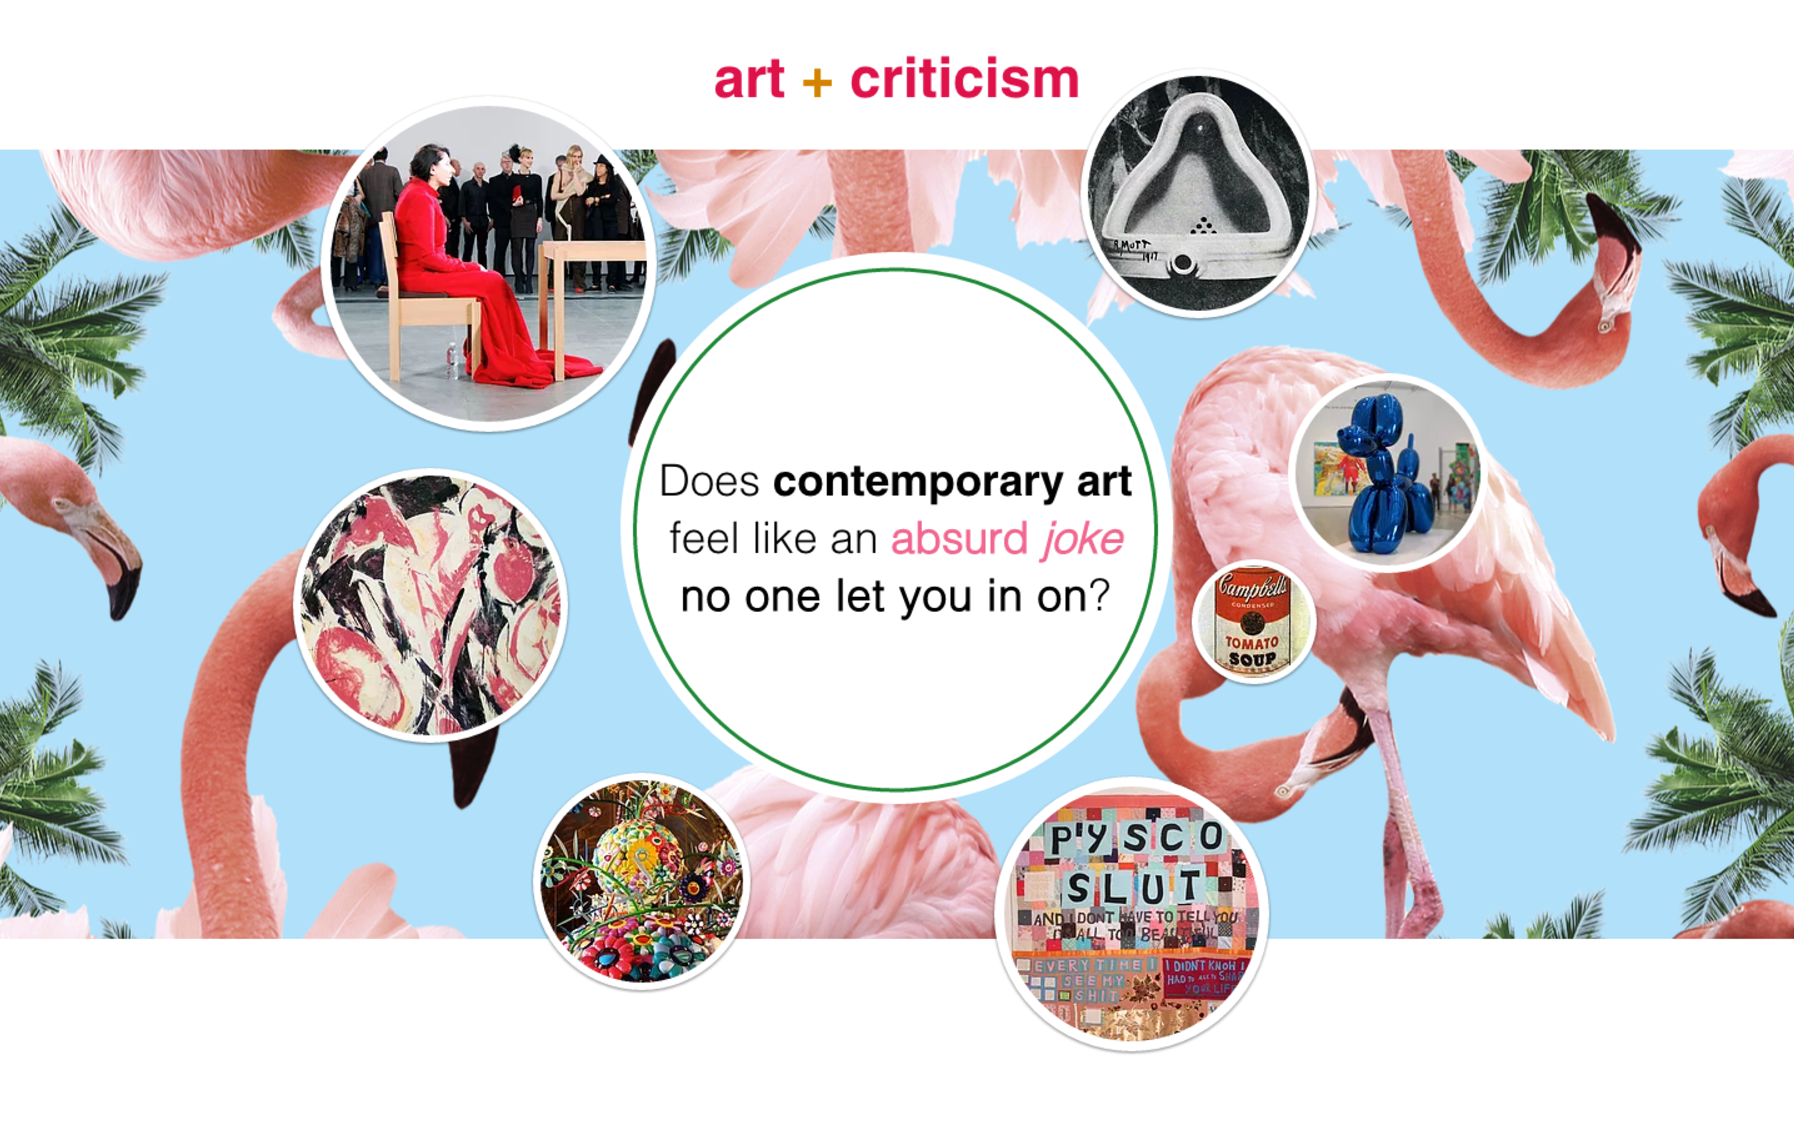 art + criticism
R.MUTT
1917
Does contemporary art
feel like an absurd joke
no one let you in on?
Campbell's
CONDENSED
TOMATO
SOUP
PYSCO
SLUT
AND I DONT HAVE TO TELL YOU
ALL TOO BEAUTIFUL
EVERY TIME I
SEE MY
SHIT
I DIDN'T KNOW I
HAD TO ASK TO SHARE
YOUR LIFE